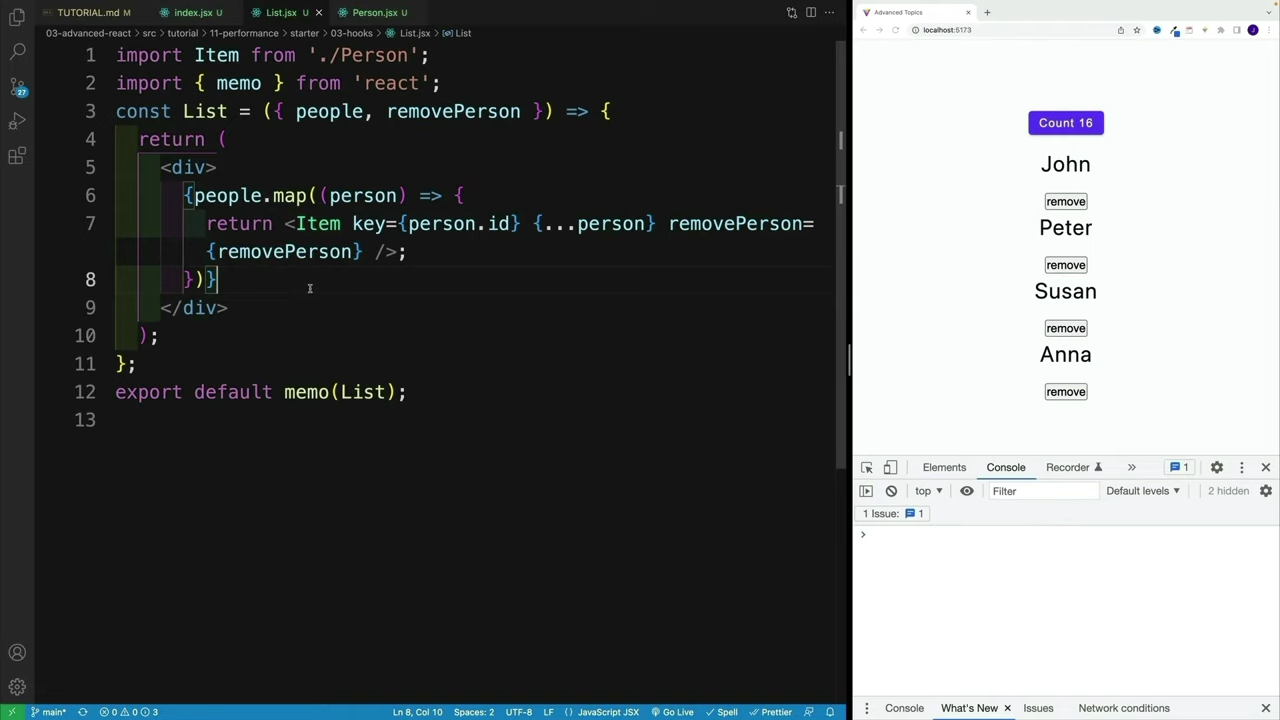 TUTORIAL.md M
index.jsx U
List.jsx U
Person.jsx U
03-advanced-react > src > tutorial > 11-performance > starter > 03-hooks > List.jsx > List
1 import Item from './Person';
2 import { memo } from 'react';
3 const List = ({ people, removePerson }) => {
4 return (
5 <div>
6 {people.map((person) => {
7 return <Item key={person.id} {...person} removePerson=
{removePerson} />;
8 })}
9 </div>
10 );
11 };
12 export default memo(List);
13
27
main*
0 0 3
Ln 8, Col 10
Spaces: 2
UTF-8
LF
{} JavaScript JSX
Go Live
Spell
Prettier
Advanced Topics
localhost:5173
J
Count 16
John
remove
Peter
remove
Susan
remove
Anna
remove
Elements
Console
Recorder
1
top
Filter
Default levels
2 hidden
1 Issue: 1
Console
What's New
Issues
Network conditions